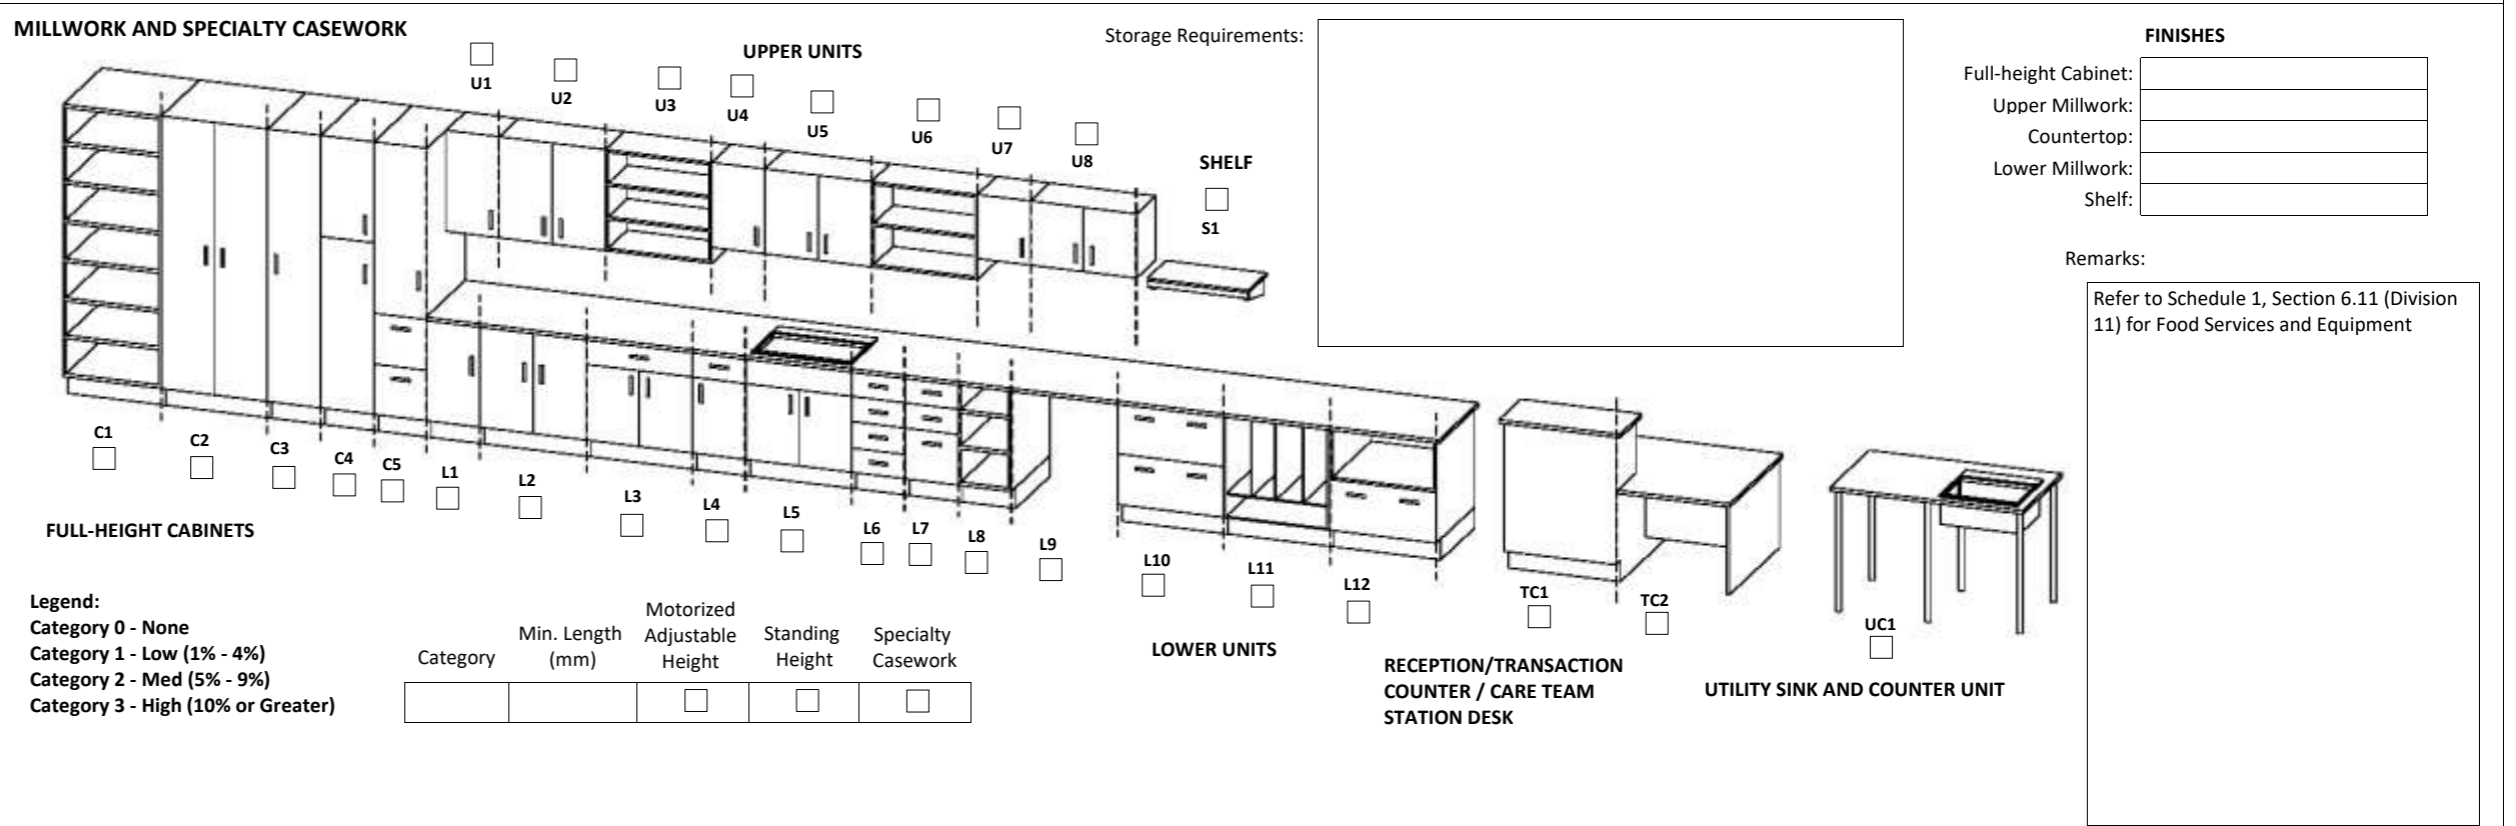 MILLWORK AND SPECIALTY CASEWORK
UPPER UNITS
U1
U2
U3
U4
U5
U6
U7
U8
SHELF
S1
Storage Requirements:
FINISHES
Full-height Cabinet:
Upper Millwork:
Countertop:
Lower Millwork:
Shelf:
Remarks:
Refer to Schedule 1, Section 6.11 (Division
11) for Food Services and Equipment
C1
C2
C3
C4
C5
L1
L2
L3
L4
L5
L6
L7
L8
L9
L10
L11
L12
TC1
TC2
UC1
FULL-HEIGHT CABINETS
LOWER UNITS
RECEPTION/TRANSACTION
COUNTER / CARE TEAM
STATION DESK
UTILITY SINK AND COUNTER UNIT
Legend:
Category 0 - None
Category 1 - Low (1% - 4%)
Category 2 - Med (5% - 9%)
Category 3 - High (10% or Greater)
Category
Min. Length
(mm)
Motorized
Adjustable
Height
Standing
Height
Specialty
Casework